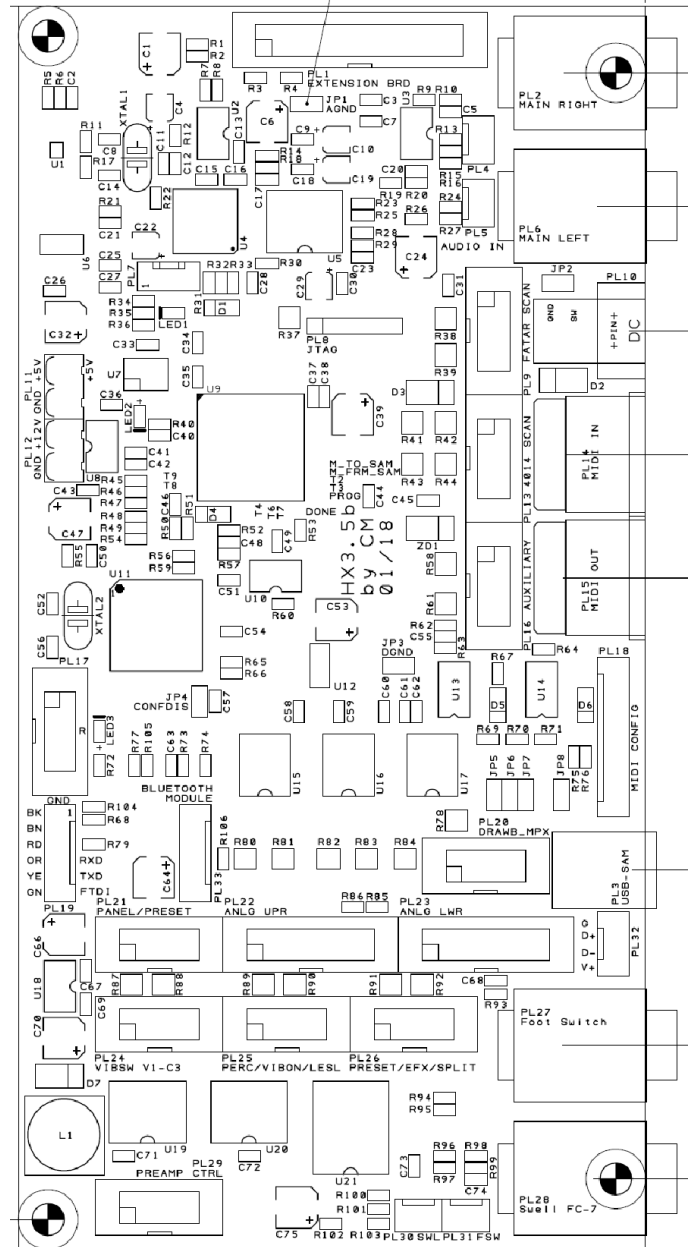 R1
R2
C1
R7
R8
R3
R4
PL1
EXTENSION BRD
R5
R6
C2
XTAL1
C4
U2
C6
JP1
AGND
C3
U3
R9
R10
C5
PL2
MAIN RIGHT
R11
C8
C11
R12
C13
C9
C7
C10
R13
U1
R17
C12
R14
R18
C20
PL4
R15
R16
C14
C15
C16
C17
C18
C19
R19
R20
R21
R22
R23
R24
PL5
C21
R25
R26
R27
PL6
MAIN LEFT
C22
U4
R28
R29
AUDIO IN
U6
C25
PL7
1
R32
R33
R30
U5
C23
C24
C26
C27
C28
C29
C30
C31
JP2
PL10
R34
R35
R36
LED1
R31
D1
R37
PL8
JTAG
R38
PL9 FATAR SCAN
GND
SW
+PIN+
DC
C32
C33
C34
R39
PL11
GND +5V
+5V
U7
C35
U9
C37
C38
D3
D2
C36
LED2
C39
PL12
GND +12V
R40
C40
R41
R42
PL13 4014 SCAN
PL14
MIDI IN
U8
C41
C42
M_TO_SAM
M_FRM_SAM
R43
R44
C43
R45
R46
R47
T9
T8
C46
R51
T2
T3
PROG
C44
C45
C47
R48
R49
R54
R50
D4
T4
T6
T7
DONE
R52
C48
C49
R53
HX3.5b
by CM
01/18
ZD1
R55
C50
R56
R59
R57
R58
PL16 AUXILIARY
PL15
MIDI OUT
U11
C51
U10
C52
XTAL2
R60
C53
R61
C54
R62
C55
R63
C56
PL17
R65
R66
JP3
DGND
R67
R64
PL18
U12
JP4
CONFDIS
C57
C60
C61
C62
U13
U14
R
LED3
C58
C59
D5
D6
MIDI CONFIG
R72
R77
R105
C63
R73
R74
U15
U16
U17
R69
R70
R71
R75
R76
JP5
JP6
JP7
JP8
GND
BLUETOOTH
MODULE
BK
1
R104
R68
R78
PL20
DRAWB_MPX
BN
RD
R79
R106
R80
R81
R82
R83
R84
OR
RXD
YE
TXD
GN
FTDI
C64
PL33
PL3
USB-SAM
PL19
PL21
PANEL/PRESET
PL22
ANLG UPR
R86
R85
PL23
ANLG LWR
C66
G
D+
D-
V+
PL32
U18
C67
R87
R88
R89
R90
R91
R92
C68
R93
C69
C70
PL27
Foot Switch
PL24
VIBSW V1-C3
PL25
PERC/VIBON/LESL
PL26
PRESET/EFX/SPLIT
D7
L1
R94
R95
U19
U20
C71
C72
U21
R96
R97
R98
R99
C73
C74
PL29
PREAMP CTRL
PL28
Swell FC-7
R100
R101
C75
R102
R103
PL30 SWL
PL31 FSW